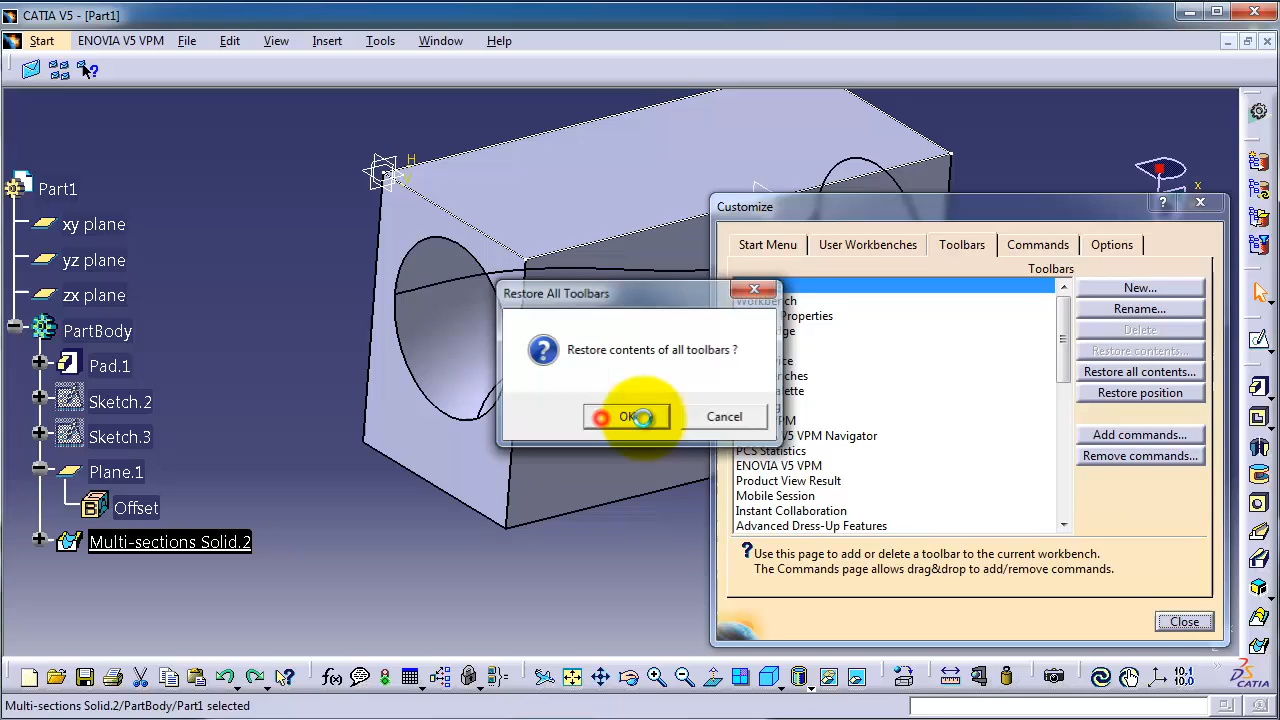 CATIA V5 - [Part1]
Start ENOVIA V5 VPM File Edit View Insert Tools Window Help
H
x
Part1
xy plane
yz plane
zx plane
PartBody
Pad.1
Sketch.2
Sketch.3
Plane.1
Offset
Multi-sections Solid.2
Customize
Start Menu User Workbenches Toolbars Commands Options
Toolbars
Properties
V5 VPM Navigator
PCS Statistics
ENOVIA V5 VPM
Product View Result
Mobile Session
Instant Collaboration
Advanced Dress-Up Features
New...
Rename...
Delete
Restore contents...
Restore all contents...
Restore position
Add commands...
Remove commands...
Use this page to add or delete a toolbar to the current workbench.
The Commands page allows drag&drop to add/remove commands.
Close
Restore All Toolbars
Restore contents of all toolbars ?
OK Cancel
f(x)
10.1
10.0
CATIA
Multi-sections Solid.2/PartBody/Part1 selected